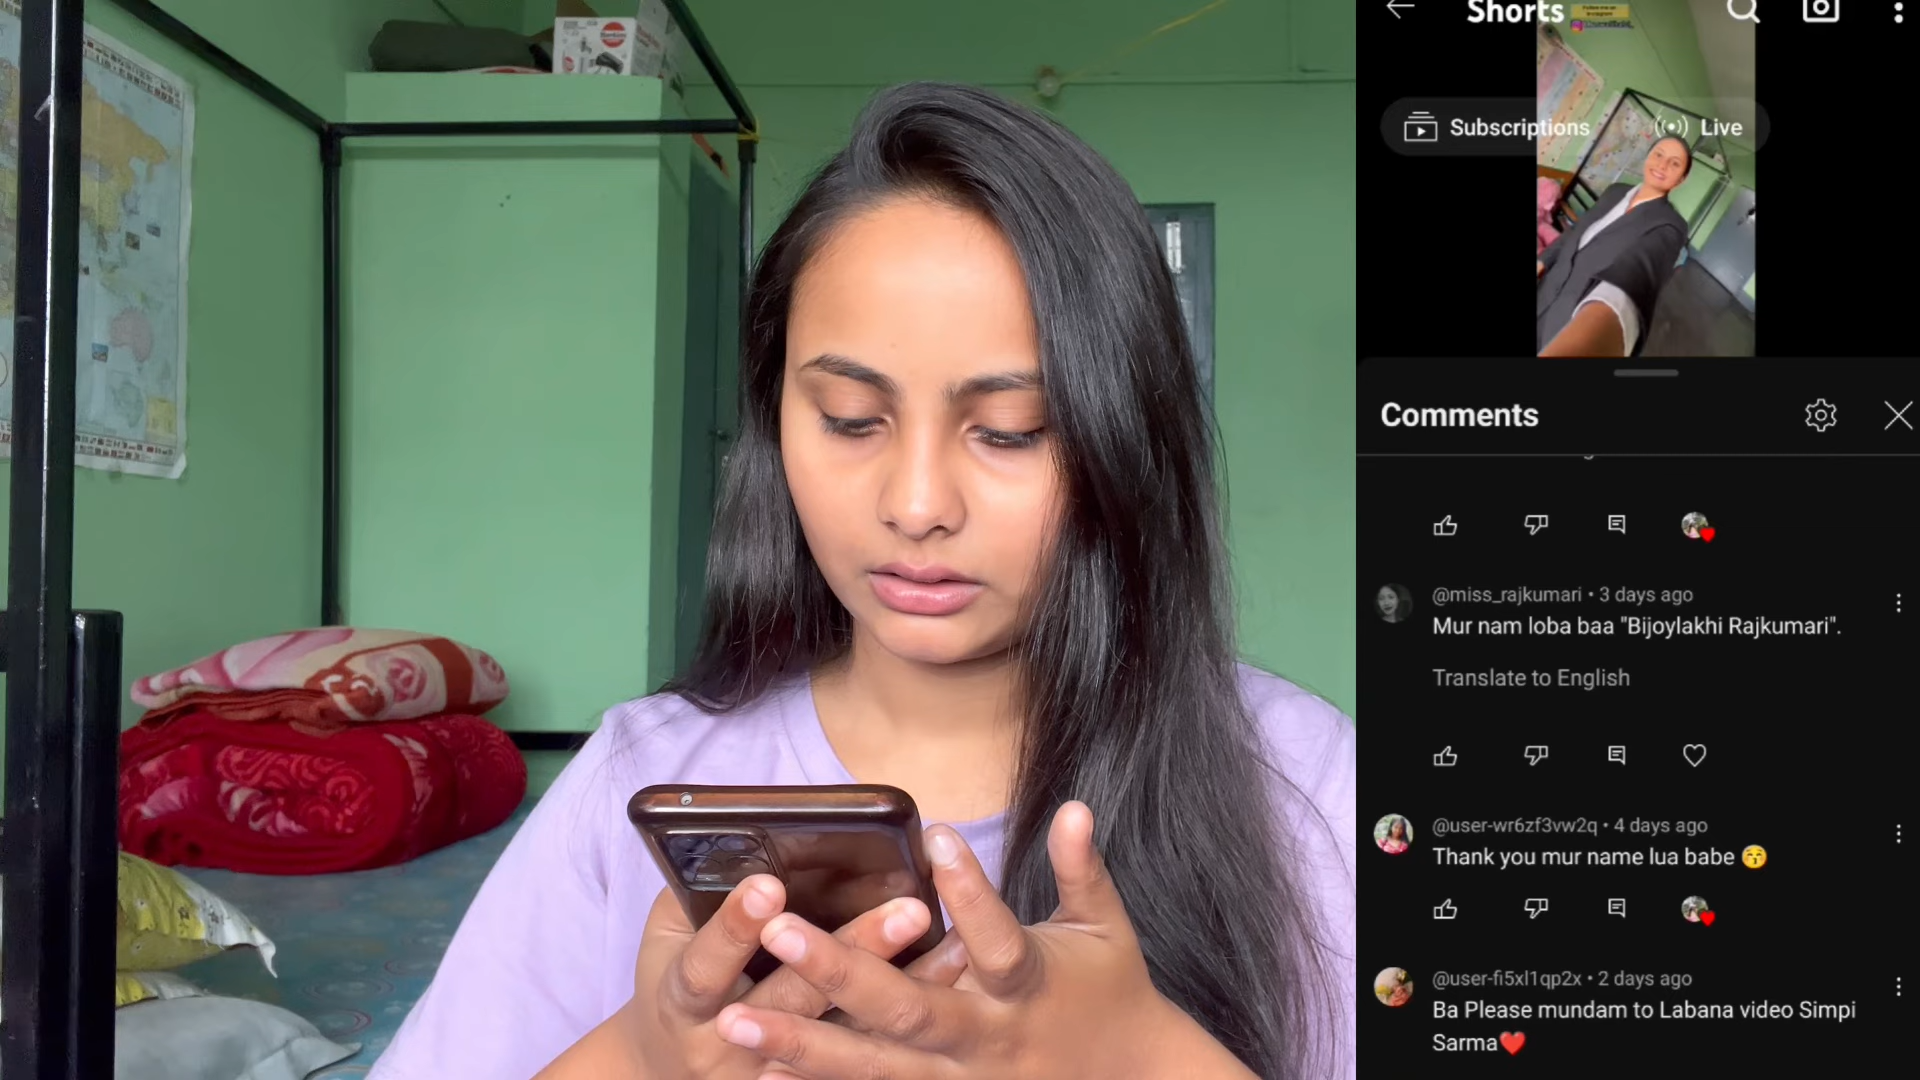 Shorts
Subscriptions
Live
Comments
@miss_rajkumari • 3 days ago
Mur nam loba baa "Bijoylakhi Rajkumari".
Translate to English
@user-wr6zf3vw2q • 4 days ago
Thank you mur name lua babe 😚
@user-fi5xl1qp2x • 2 days ago
Ba Please mundam to Labana video Simpi
Sarma❤️